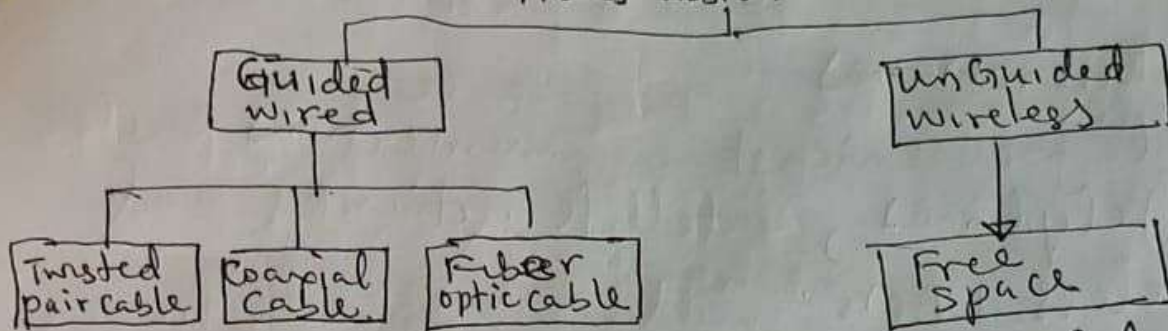 Guided
wired
unGuided
wireless
Twisted
pair cable
Coaxial
Cable.
Fiber
optic cable
Free
space